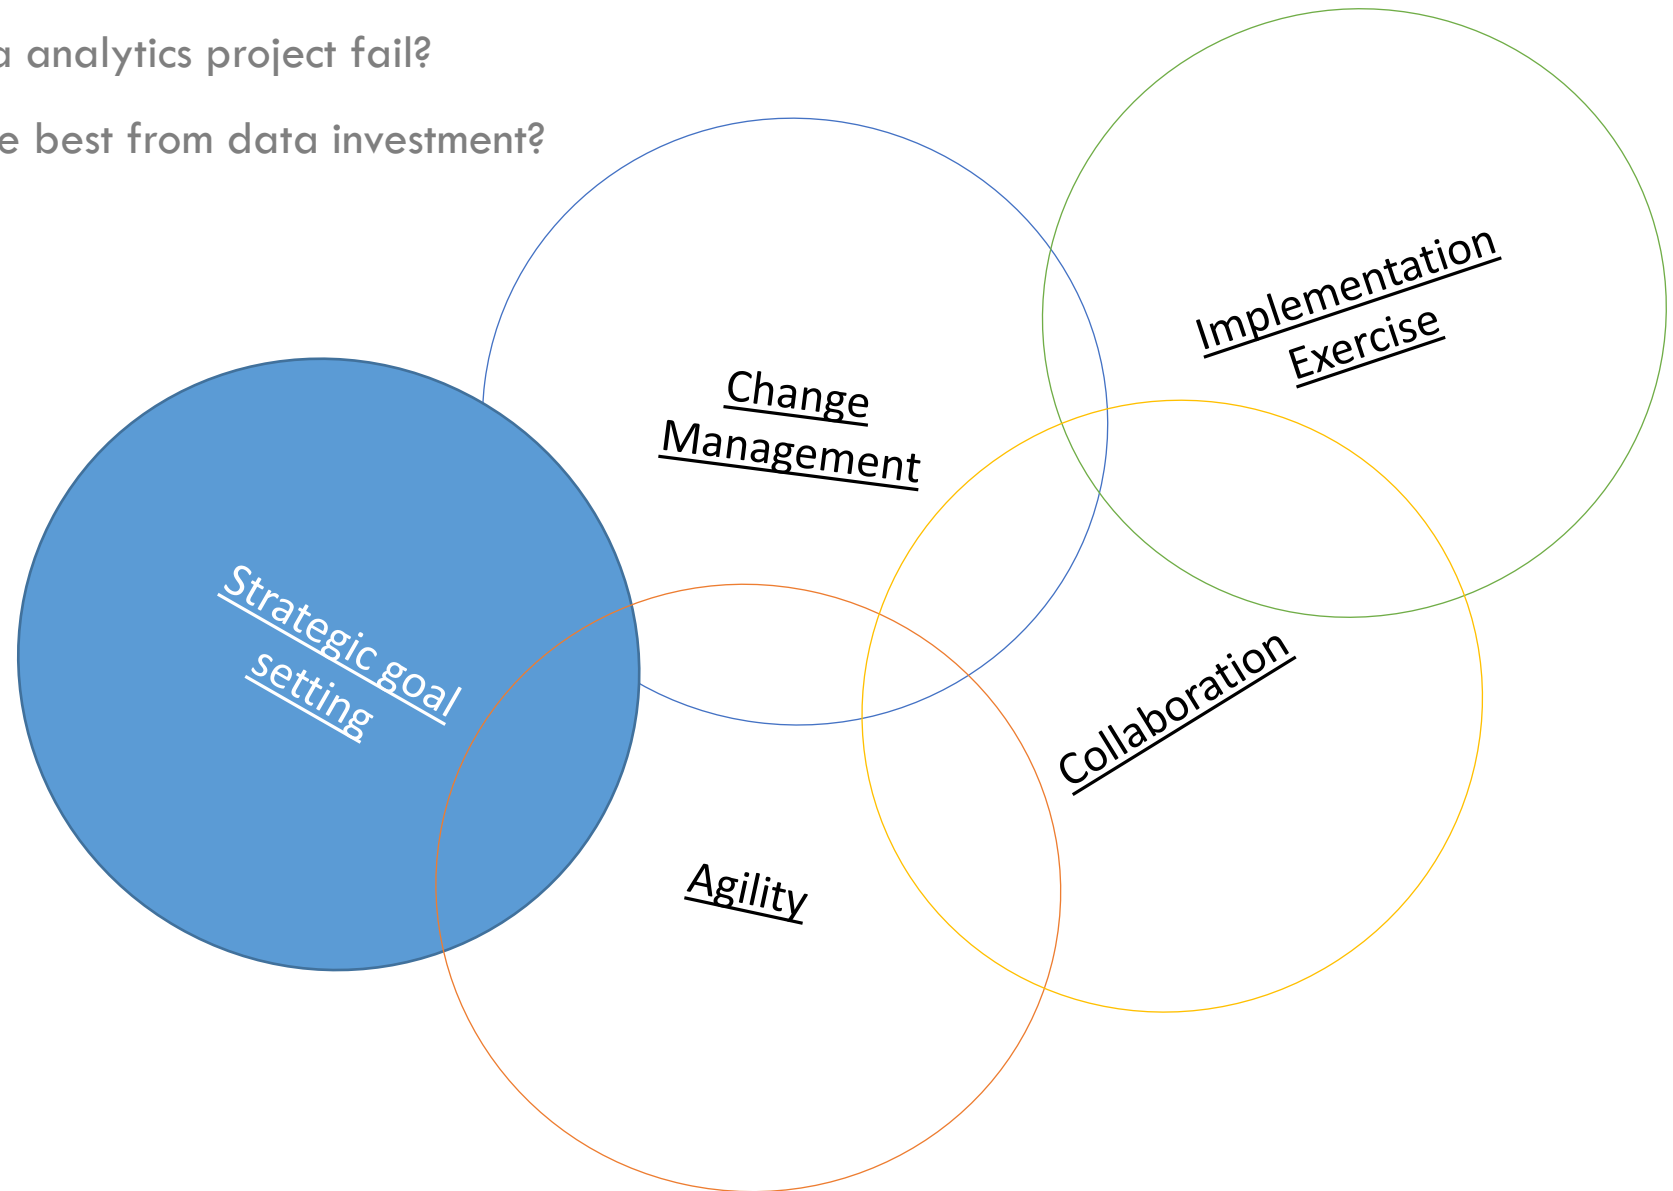 a analytics project fail?
e best from data investment?
Implementation
Exercise
Change
Management
Strategic goal
setting
Collaboration
Agility